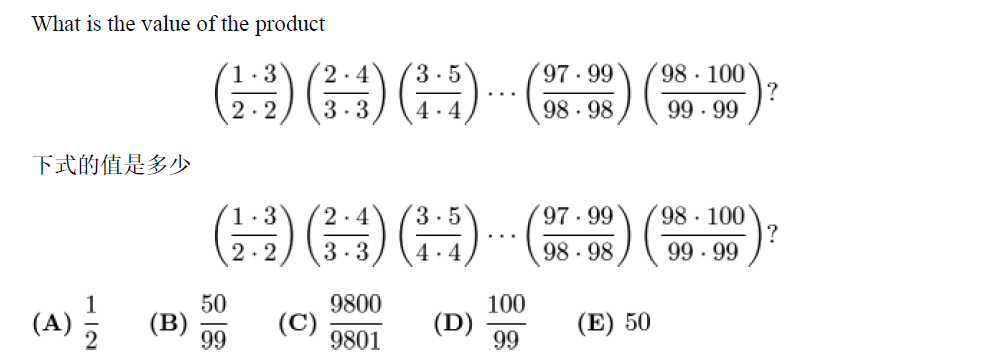 What is the value of the product
(1 · 3 / 2 · 2) (2 · 4 / 3 · 3) (3 · 5 / 4 · 4) ··· (97 · 99 / 98 · 98) (98 · 100 / 99 · 99)?
下式的值是多少
(1 · 3 / 2 · 2) (2 · 4 / 3 · 3) (3 · 5 / 4 · 4) ··· (97 · 99 / 98 · 98) (98 · 100 / 99 · 99)?
(A) 1/2 (B) 50/99 (C) 9800/9801 (D) 100/99 (E) 50